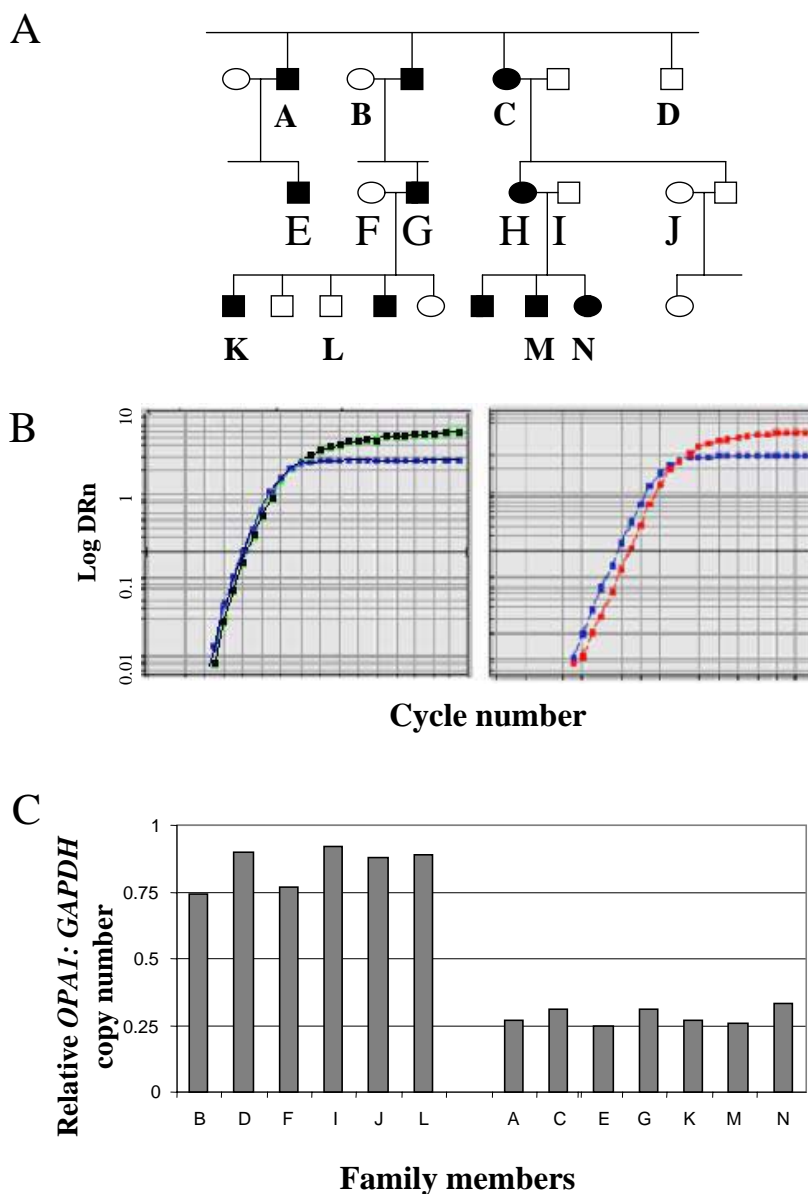 A
A B C D
E F G H I J
K L M N
B
Log DRn
10
1
0.1
0.01
Cycle number
C
Relative OPA1: GAPDH
copy number
1
0.75
0.5
0.25
0
B D F I J L A C E G K M N
Family members